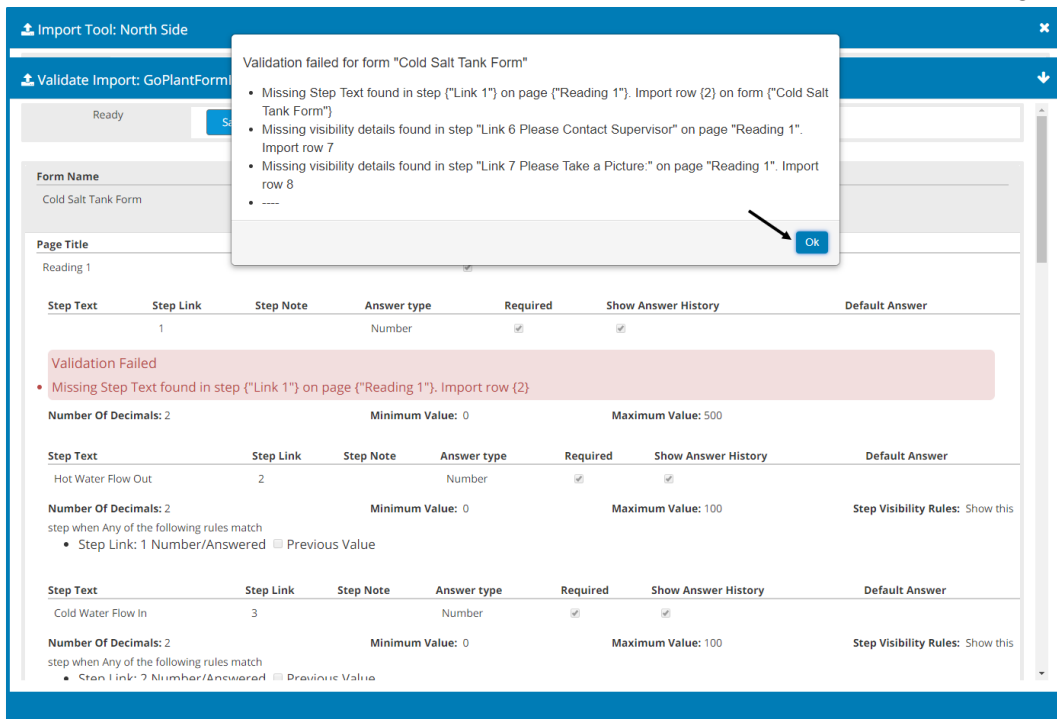 Import Tool: North Side
Validate Import: GoPlantFormI
Ready
Sa
Validation failed for form "Cold Salt Tank Form"
• Missing Step Text found in step {"Link 1"} on page {"Reading 1"}. Import row {2} on form {"Cold Salt
Tank Form"}
• Missing visibility details found in step "Link 6 Please Contact Supervisor" on page "Reading 1".
Import row 7
• Missing visibility details found in step "Link 7 Please Take a Picture:" on page "Reading 1". Import
row 8
• ----
Ok
Form Name
Cold Salt Tank Form
Page Title
Reading 1
Step Text Step Link Step Note Answer type Required Show Answer History Default Answer
1 Number
Validation Failed
• Missing Step Text found in step {"Link 1"} on page {"Reading 1"}. Import row {2}
Number Of Decimals: 2 Minimum Value: 0 Maximum Value: 500
Step Text Step Link Step Note Answer type Required Show Answer History Default Answer
Hot Water Flow Out 2 Number
Number Of Decimals: 2 Minimum Value: 0 Maximum Value: 100 Step Visibility Rules: Show this
step when Any of the following rules match
• Step Link: 1 Number/Answered Previous Value
Step Text Step Link Step Note Answer type Required Show Answer History Default Answer
Cold Water Flow In 3 Number
Number Of Decimals: 2 Minimum Value: 0 Maximum Value: 100 Step Visibility Rules: Show this
step when Any of the following rules match
• Step Link: 2 Number/Answered Previous Value